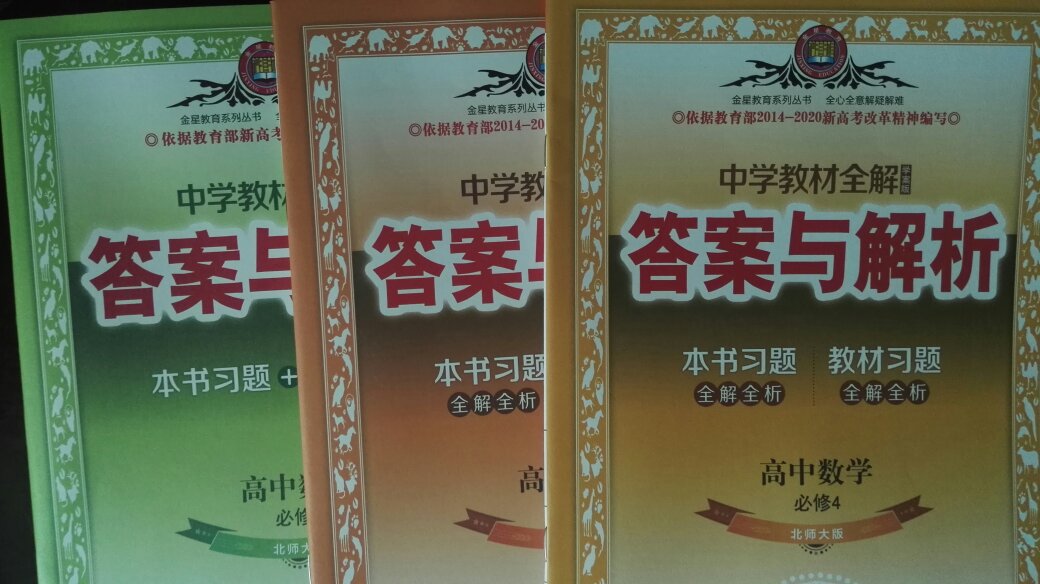 金星教育系列丛书
◎依据教育部新高考
中学教材
答案与
本书习题+
高中数
必修
北师大版
金星教育系列丛书
◎依据教育部2014-20
中学教
答案与
本书习题
全解全析
高
金星教育系列丛书 全心全意解疑解难
◎依据教育部2014-2020新高考改革精神编写◎
中学教材全解 学案版
答案与解析
本书习题 教材习题
全解全析 全解全析
高中数学
必修4
北师大版